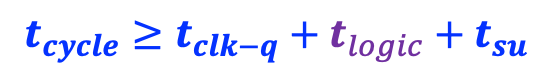 t_cycle ≥ t_clk−q + t_logic + t_su